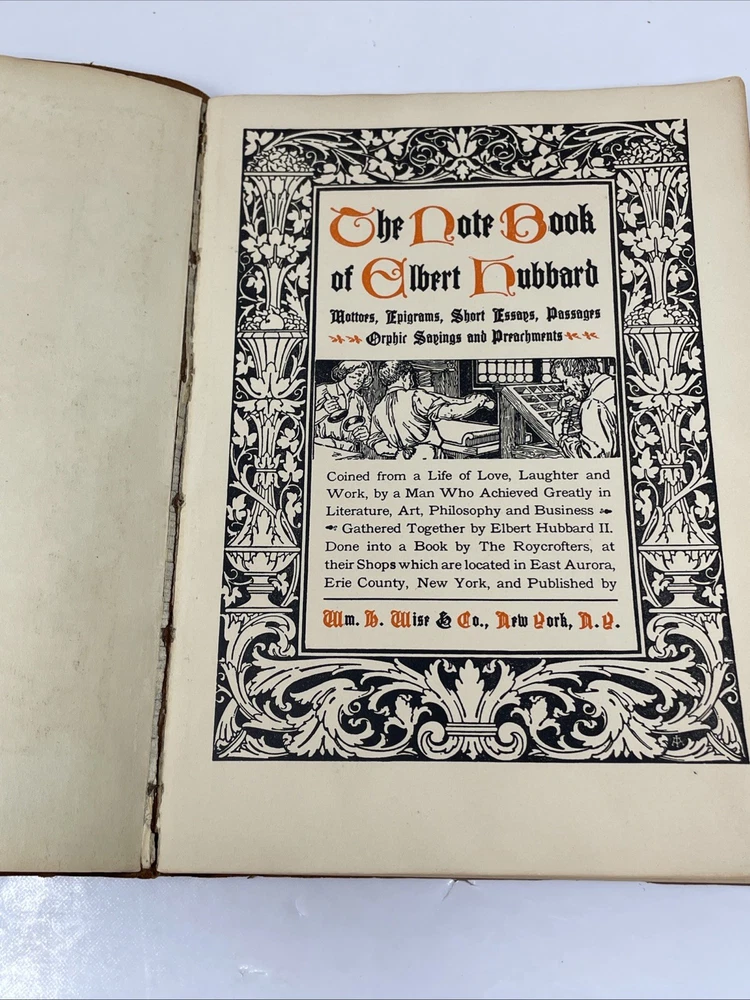 The Note Book
of Elbert Hubbard
Mottoes, Epigrams, Short Essays, Passages
Orphic Sayings and Preachments
Coined from a Life of Love, Laughter and
Work, by a Man Who Achieved Greatly in
Literature, Art, Philosophy and Business
Gathered Together by Elbert Hubbard II.
Done into a Book by The Roycrofters, at
their Shops which are located in East Aurora,
Erie County, New York, and Published by
Wm. H. Wise & Co., New York, N.Y.